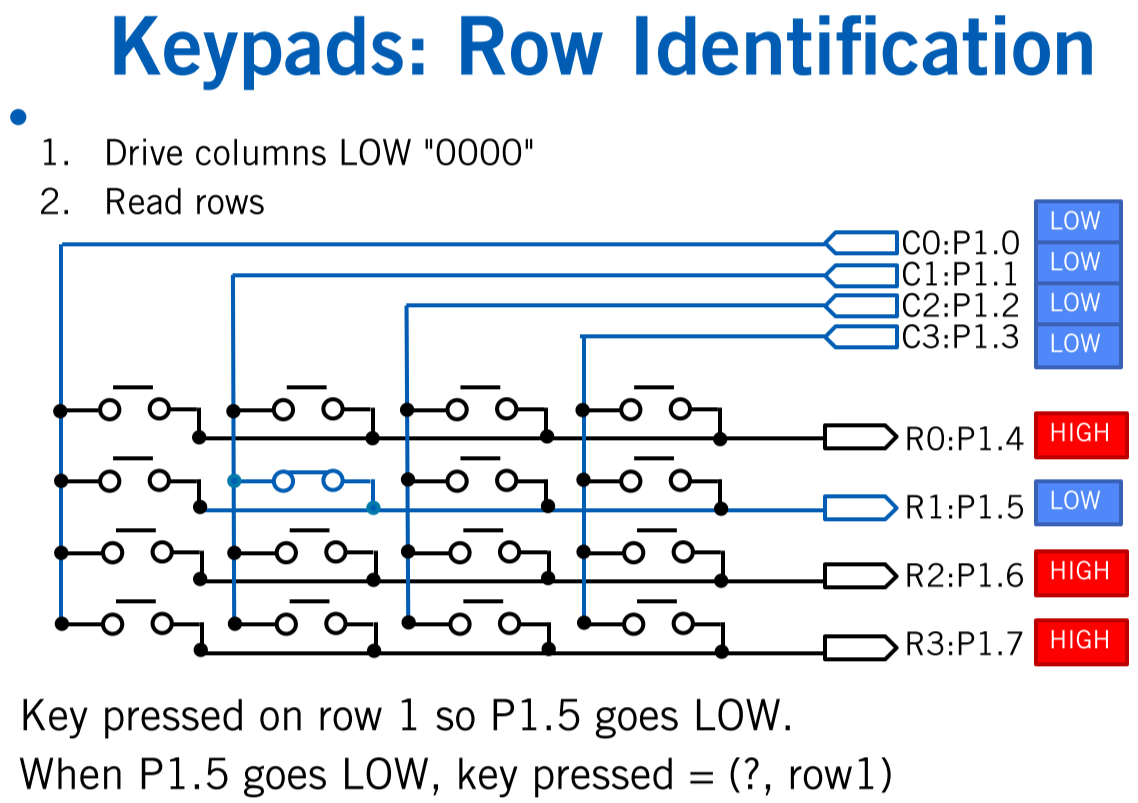 Keypads: Row Identification
1. Drive columns LOW "0000"
2. Read rows
C0:P1.0 LOW
C1:P1.1 LOW
C2:P1.2 LOW
C3:P1.3 LOW
R0:P1.4 HIGH
R1:P1.5 LOW
R2:P1.6 HIGH
R3:P1.7 HIGH
Key pressed on row 1 so P1.5 goes LOW.
When P1.5 goes LOW, key pressed = (?, row1)